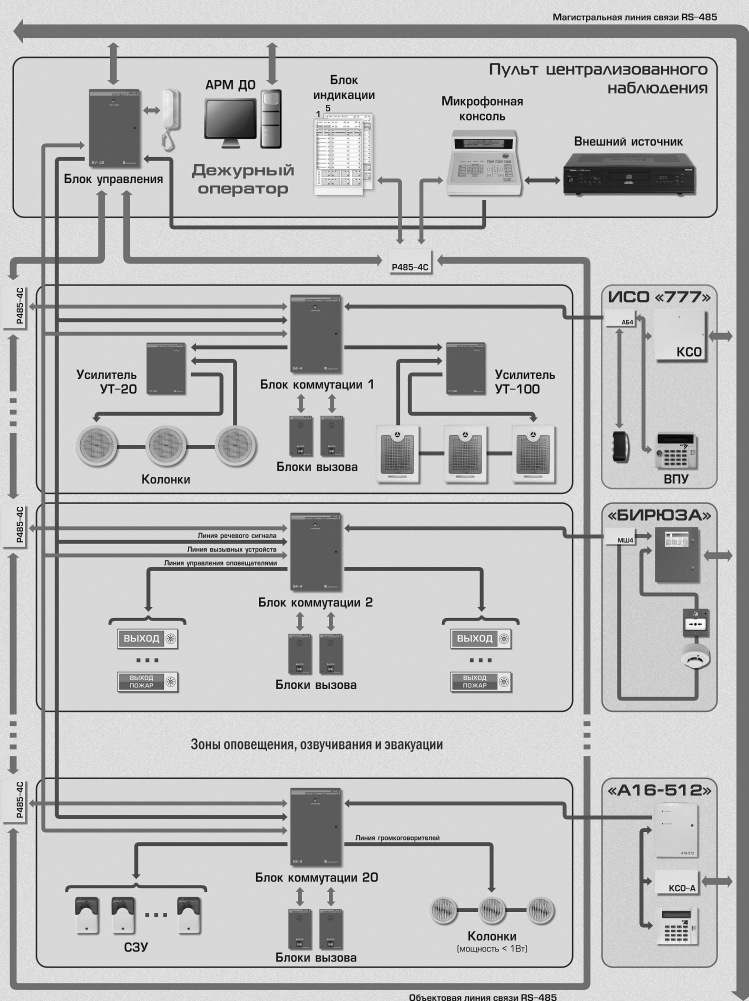 Магистральная линия связи RS-485
Пульт централизованного
наблюдения
АРМ ДО
Блок
индикации
1 5
Микрофонная
консоль
Внешний источник
Блок управления
Дежурный
оператор
Р485-4С
Р485-4С
ИСО «777»
АБ4
КСО
Усилитель
УТ-20
Блок коммутации 1
Усилитель
УТ-100
Колонки
Блоки вызова
ВПУ
Р485-4С
«БИРЮЗА»
Линия речевого сигнала
МШ4
Линия вызывных устройств
Линия управления оповещателями
Блок коммутации 2
ВЫХОД
ВЫХОД
ВЫХОД
ПОЖАР
ВЫХОД
ПОЖАР
Блоки вызова
Зоны оповещения, озвучивания и эвакуации
Р485-4С
«А16-512»
Линия громкоговорителей
Блок коммутации 20
КСО-А
СЗУ
Колонки
(мощность < 1Вт)
Блоки вызова
Объектовая линия связи RS-485